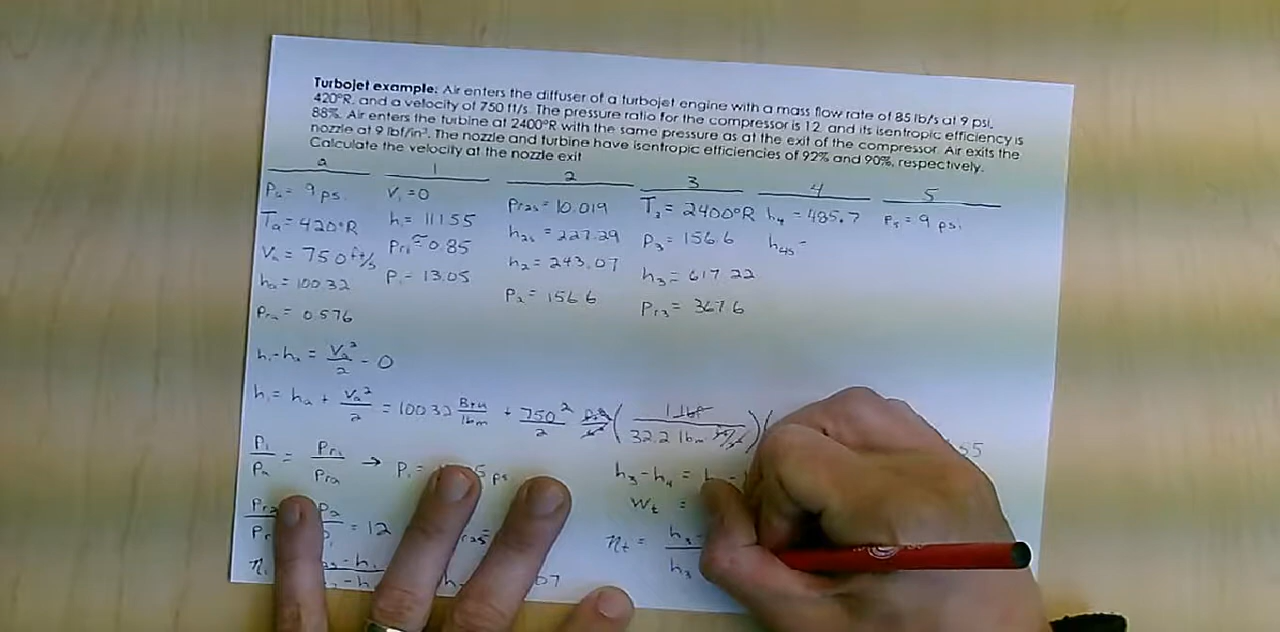 Turbojet example: Air enters the diffuser of a turbojet engine with a mass flow rate of 85 lb/s at 9 psi,
420°R, and a velocity of 750 ft/s. The pressure ratio for the compressor is 12, and its isentropic efficiency is
88%. Air enters the turbine at 2400°R with the same pressure as at the exit of the compressor. Air exits the
nozzle at 9 lbf/in². The nozzle and turbine have isentropic efficiencies of 92% and 90%, respectively.
Calculate the velocity at the nozzle exit
a 1 2 3 4 5
Pa = 9 psi V1 = 0 Pr2s = 10.019 T3 = 2400°R h4 = 485.7 P5 = 9 psi
Ta = 420°R h1 = 111.55 h2s = 227.29 P3 = 156.6 h4s =
Va = 750 ft/s Pr1 ≈ 0.85 h2 = 243.07 h3 = 617.22
ha = 100.32 P1 = 13.05 P2 = 156.6 Pr3 = 367.6
Pra = 0.576
h1 - ha = Va²/2 - 0
h1 = ha + Va²/2 = 100.32 Btu/lbm + 750²/2 ( 1 lbf / 32.2 lbm ) (
P1/Pa = Pr1/Pra → P1 = psi h3 - h4 =
Wt =
= 12 ηt = h3 -
h3
07